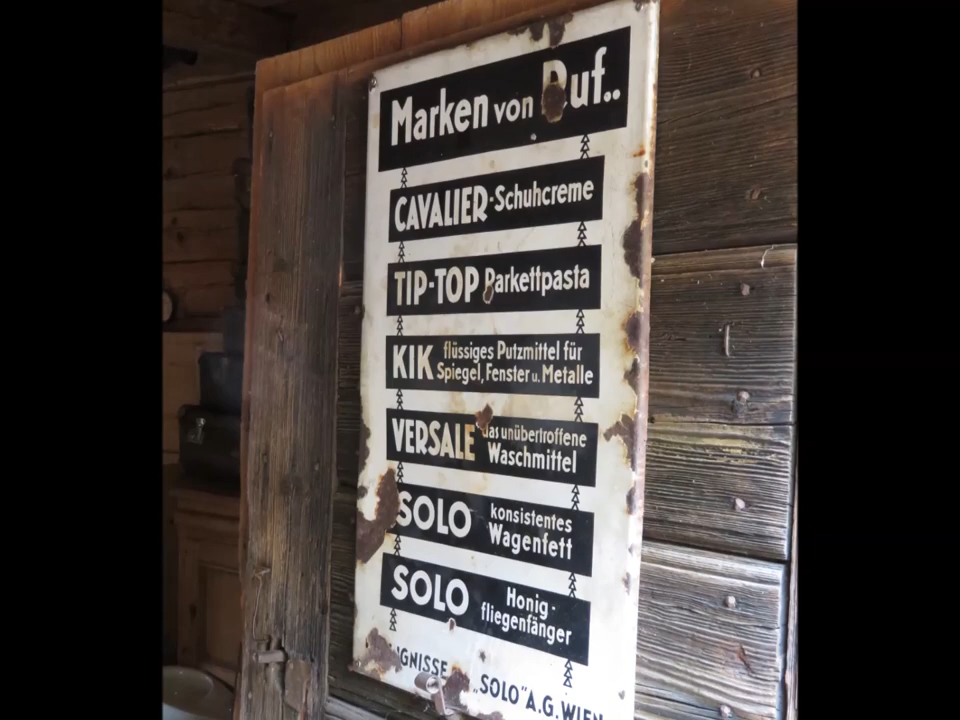 Marken von Ruf..
CAVALIER-Schuhcreme
TIP-TOP Parkettpasta
KIK flüssiges Putzmittel für
Spiegel, Fenster u. Metalle
VERSALE das unübertroffene
Waschmittel
SOLO konsistentes
Wagenfett
SOLO Honig-
fliegenfänger
"SOLO" A.G. WIEN